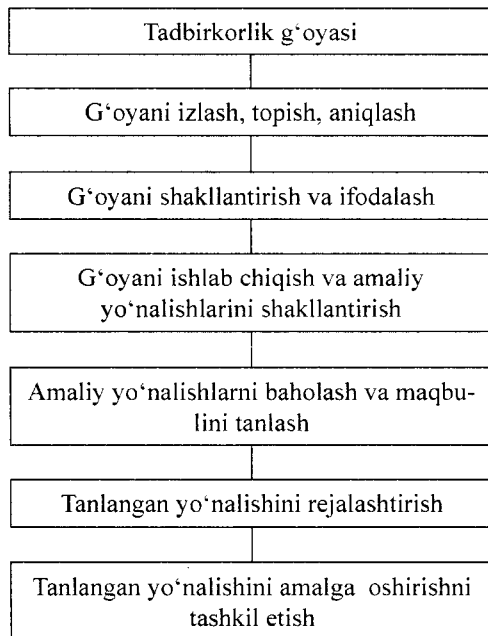 Tadbirkorlik g‘oyasi
G‘oyani izlash, topish, aniqlash
G‘oyani shakllantirish va ifodalash
G‘oyani ishlab chiqish va amaliy
yo‘nalishlarini shakllantirish
Amaliy yo‘nalishlarni baholash va maqbu-
lini tanlash
Tanlangan yo‘nalishini rejalashtirish
Tanlangan yo‘nalishini amalga oshirishni
tashkil etish